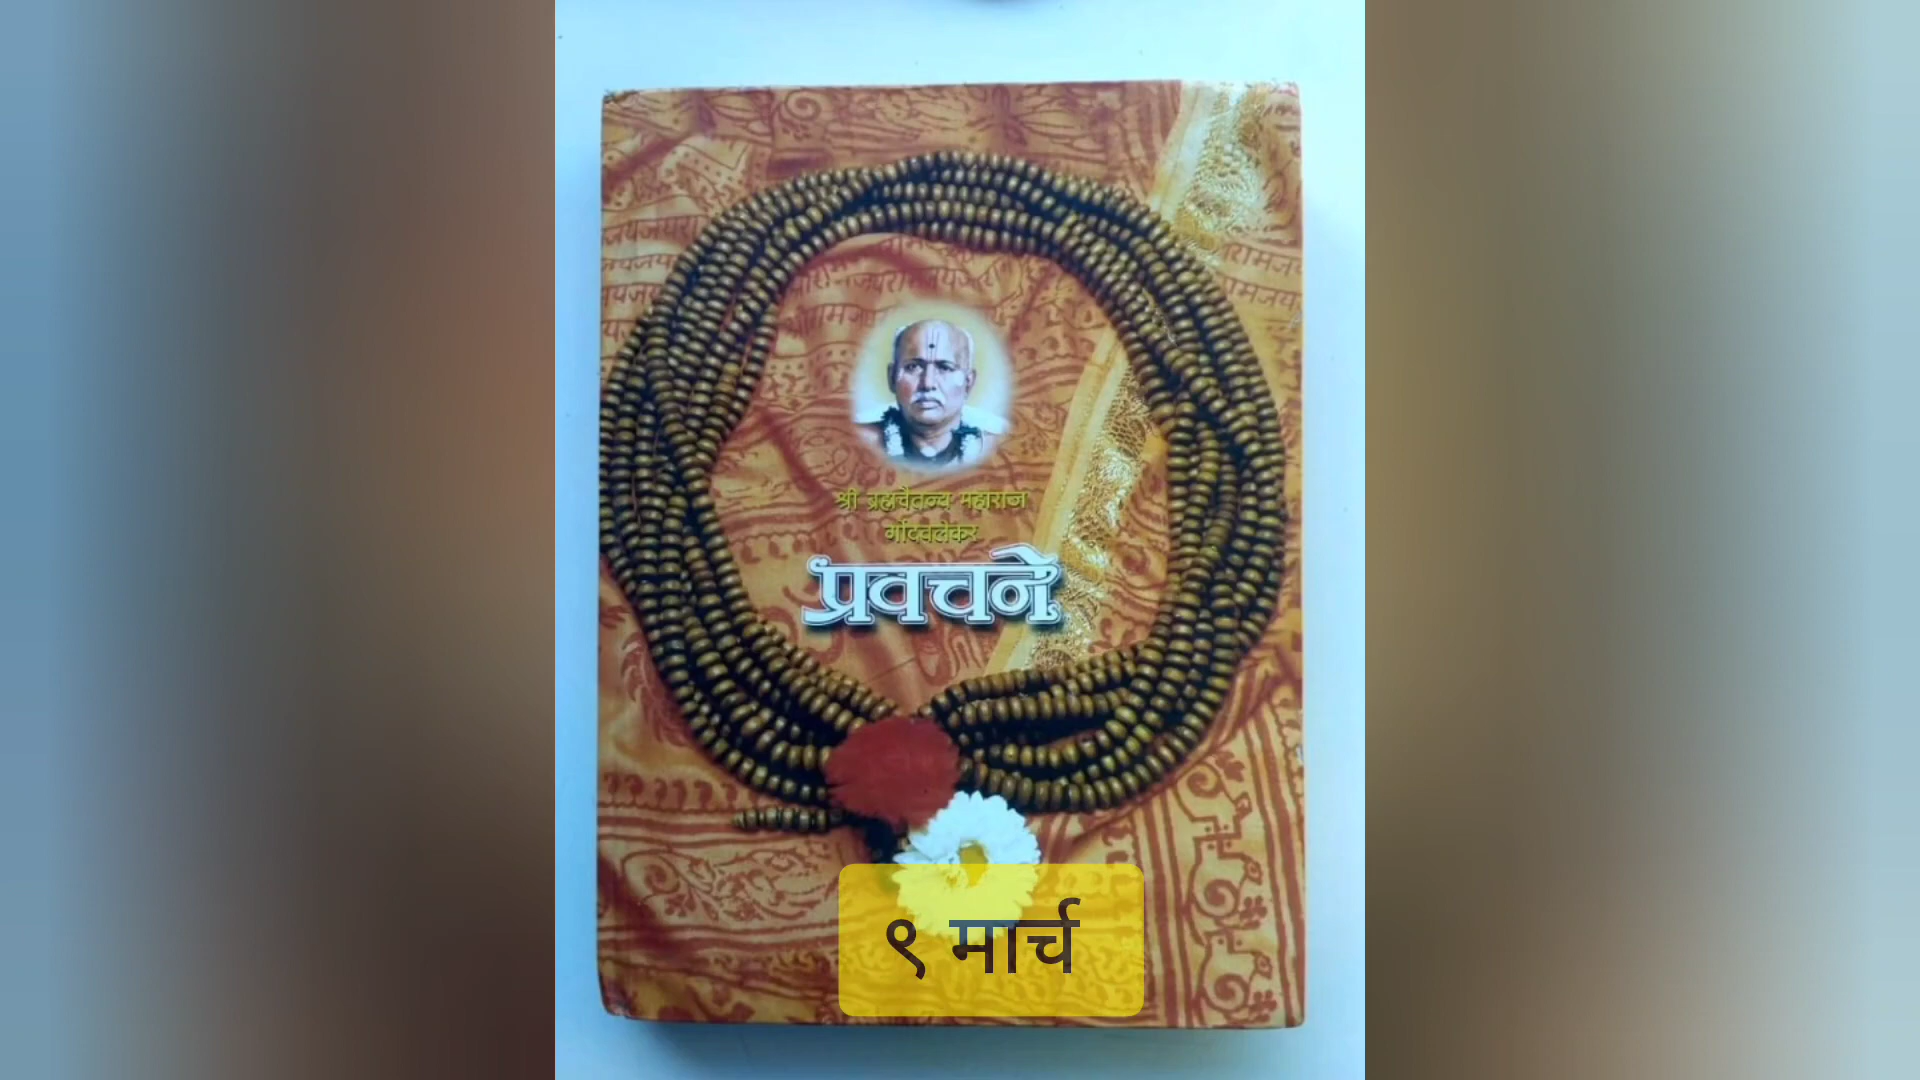 श्री ब्रह्मचैतन्य महाराज
गोंदवलेकर
प्रवचने
९ मार्च